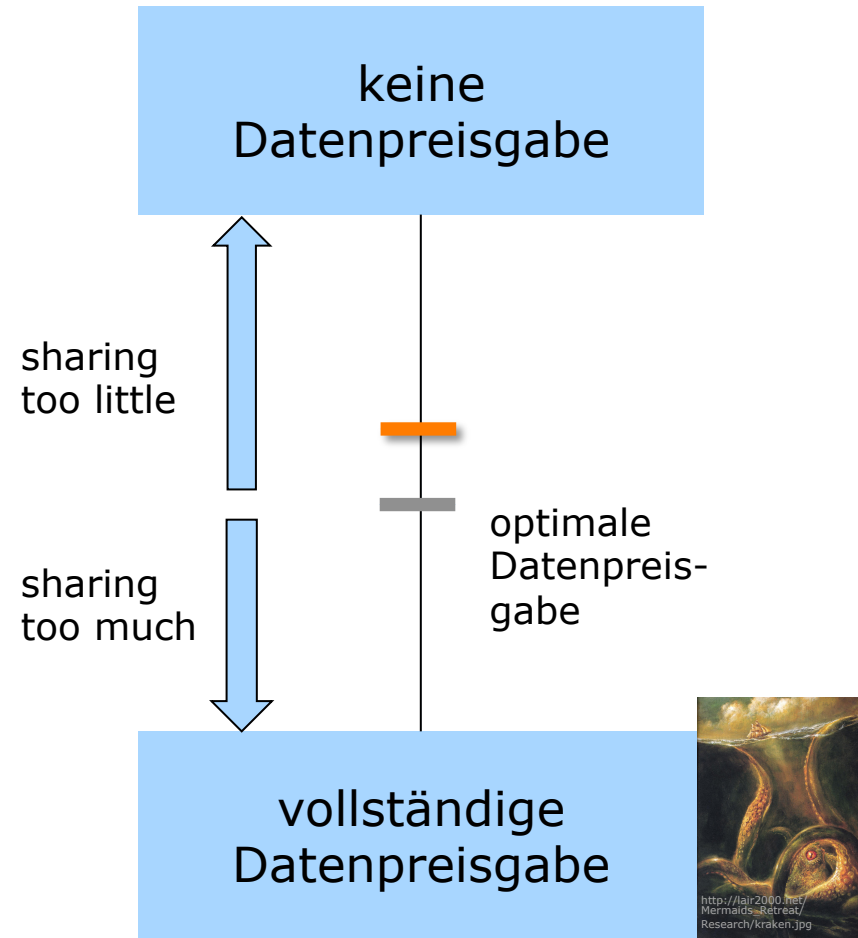 keine
Datenpreisgabe
sharing
too little
optimale
Datenpreis-
gabe
sharing
too much
vollständige
Datenpreisgabe
http://lair2000.net/
Mermaids_Retreat/
Research/kraken.jpg